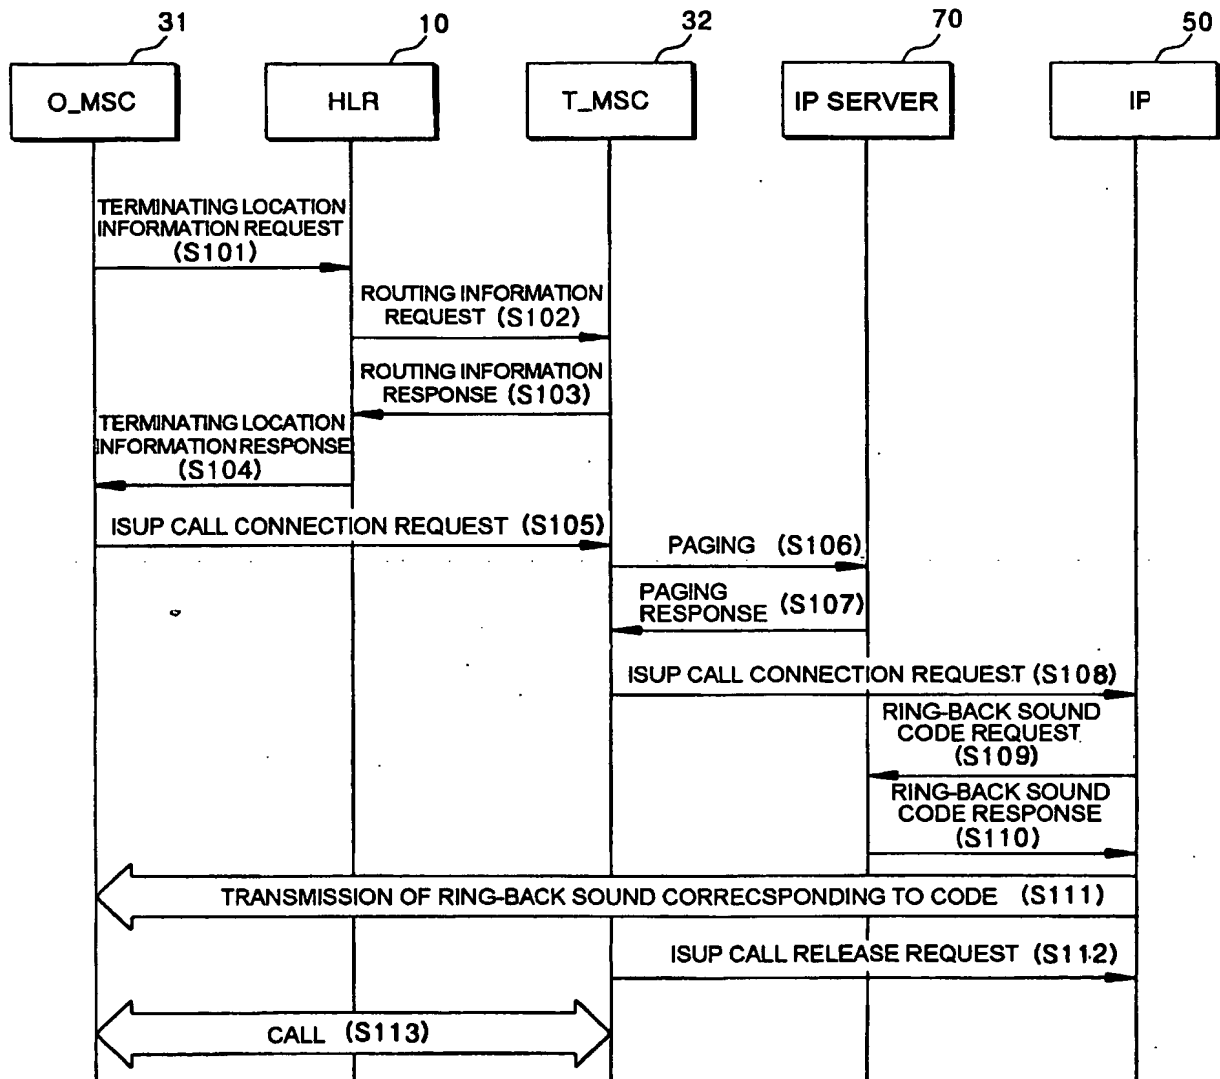 31
10
32
70
50
O_MSC
HLR
T_MSC
IP SERVER
IP
TERMINATING LOCATION
INFORMATION REQUEST
(S101)
ROUTING INFORMATION
REQUEST (S102)
ROUTING INFORMATION
RESPONSE (S103)
TERMINATING LOCATION
INFORMATION RESPONSE
(S104)
ISUP CALL CONNECTION REQUEST (S105)
PAGING (S106)
PAGING
RESPONSE (S107)
ISUP CALL CONNECTION REQUEST (S108)
RING-BACK SOUND
CODE REQUEST
(S109)
RING-BACK SOUND
CODE RESPONSE
(S110)
TRANSMISSION OF RING-BACK SOUND CORRECSPONDING TO CODE (S111)
ISUP CALL RELEASE REQUEST (S112)
CALL (S113)